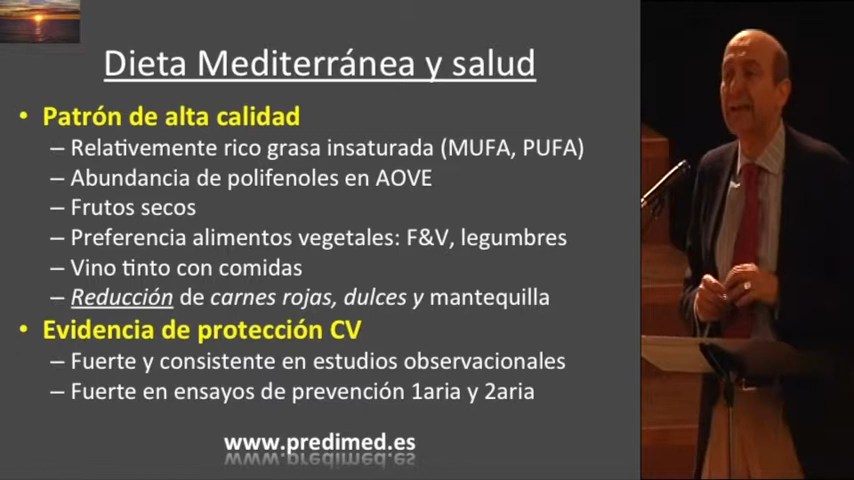 Dieta Mediterránea y salud
• Patrón de alta calidad
– Relativamente rico grasa insaturada (MUFA, PUFA)
– Abundancia de polifenoles en AOVE
– Frutos secos
– Preferencia alimentos vegetales: F&V, legumbres
– Vino tinto con comidas
– Reducción de carnes rojas, dulces y mantequilla
• Evidencia de protección CV
– Fuerte y consistente en estudios observacionales
– Fuerte en ensayos de prevención 1aria y 2aria
www.predimed.es